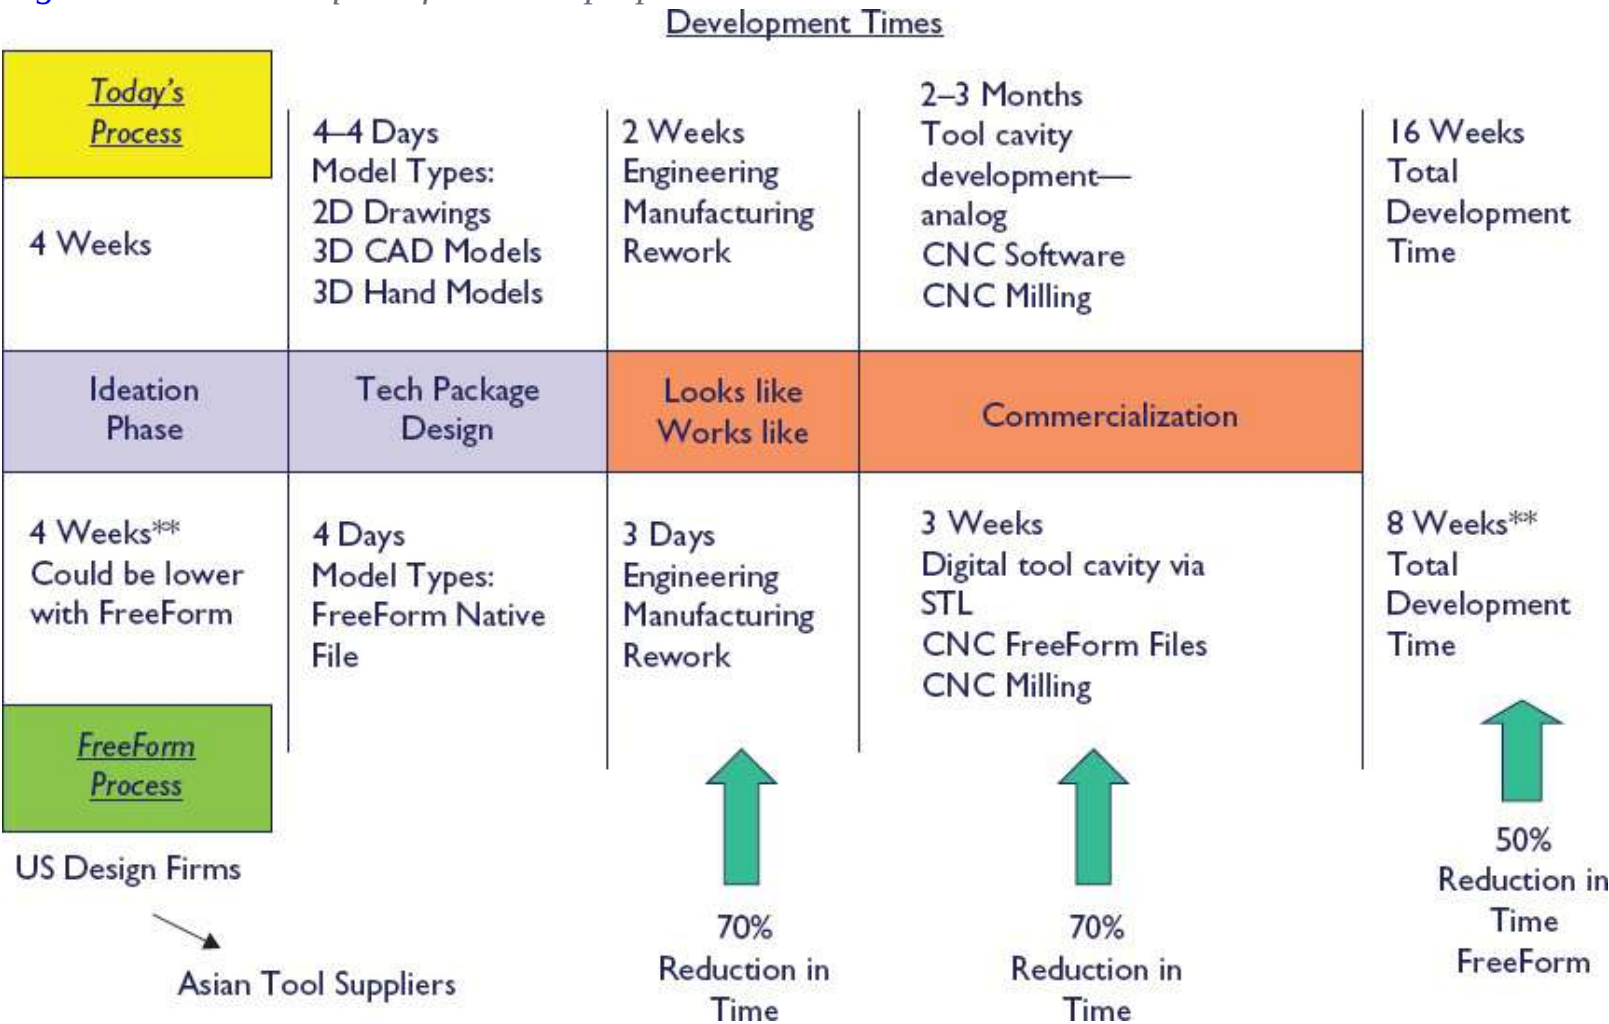 Development Times
Today's
Process
4 Weeks
4–4 Days
Model Types:
2D Drawings
3D CAD Models
3D Hand Models
2 Weeks
Engineering
Manufacturing
Rework
2–3 Months
Tool cavity
development—
analog
CNC Software
CNC Milling
16 Weeks
Total
Development
Time
Ideation
Phase
Tech Package
Design
Looks like
Works like
Commercialization
4 Weeks**
Could be lower
with FreeForm
4 Days
Model Types:
FreeForm Native
File
3 Days
Engineering
Manufacturing
Rework
3 Weeks
Digital tool cavity via
STL
CNC FreeForm Files
CNC Milling
8 Weeks**
Total
Development
Time
FreeForm
Process
US Design Firms
Asian Tool Suppliers
70%
Reduction in
Time
70%
Reduction in
Time
50%
Reduction in
Time
FreeForm